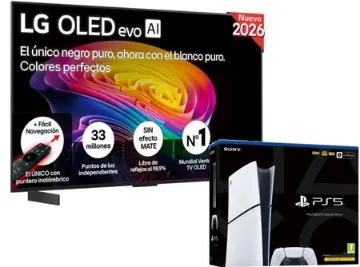 LG OLED evo AI
Nuevo
2026
El único negro puro, ahora con el blanco puro.
Colores perfectos
+ Fácil
Navegación
El ÚNICO con
puntero inalámbrico
33
millones
Puntos de luz
independientes
SIN
efecto
MATE
Libre de
reflejos al 99,9%
Nº1
Mundial Ventas
TV OLED
SONY
PS5